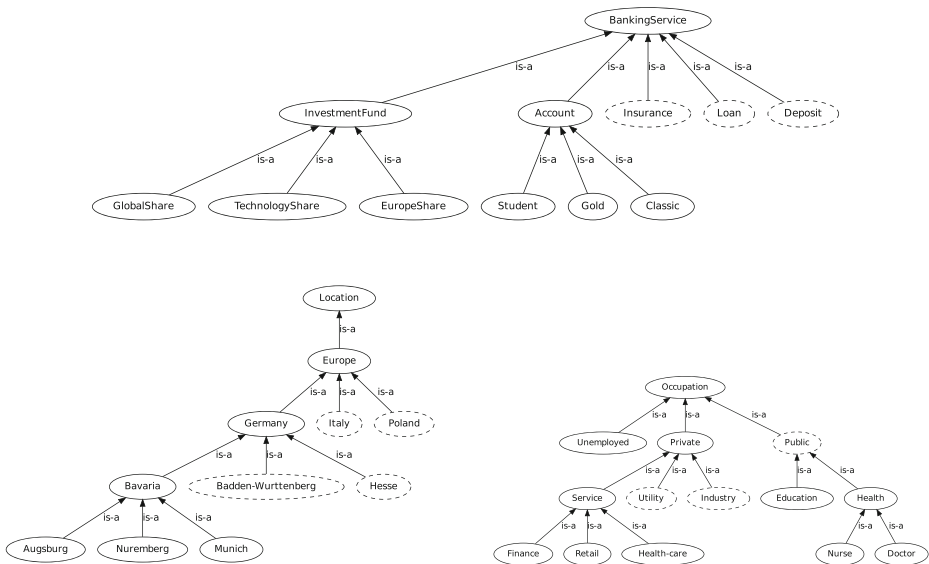 BankingService
is-a
is-a is-a is-a is-a
InvestmentFund Account Insurance Loan Deposit
is-a is-a is-a is-a is-a is-a
GlobalShare TechnologyShare EuropeShare Student Gold Classic
Location
is-a
Europe
is-a is-a is-a
Germany Italy Poland
is-a is-a is-a
Bavaria Badden-Wurttenberg Hesse
is-a is-a is-a
Augsburg Nuremberg Munich
Occupation
is-a is-a is-a
Unemployed Private Public
is-a is-a is-a is-a is-a
Service Utility Industry Education Health
is-a is-a is-a is-a is-a
Finance Retail Health-care Nurse Doctor